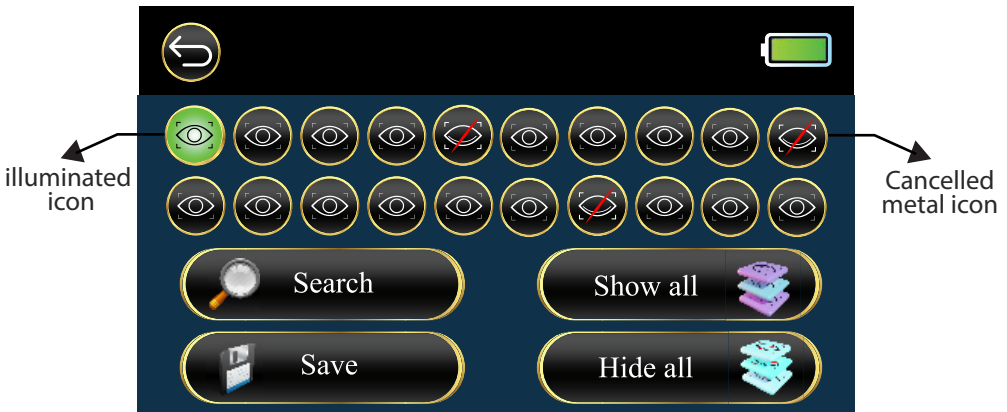 illuminated
icon
Cancelled
metal icon
Search
Show all
Save
Hide all